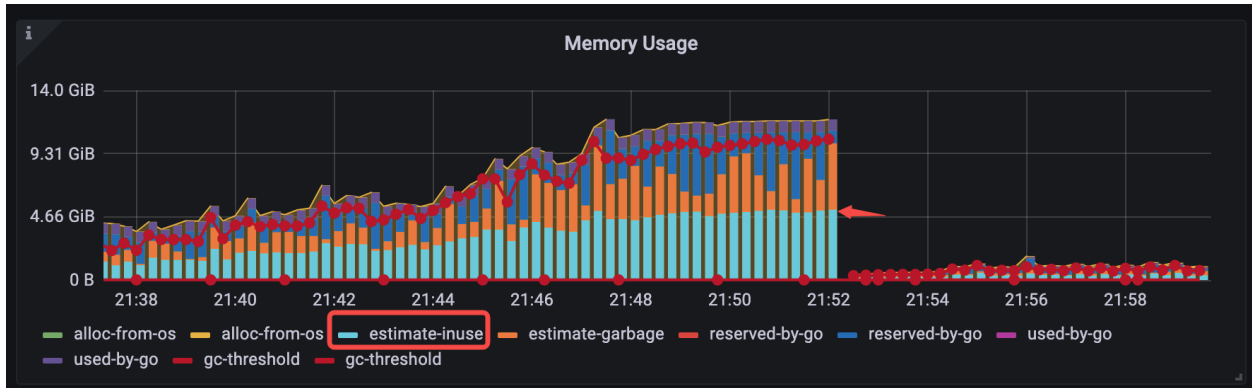 i
Memory Usage
14.0 GiB
9.31 GiB
4.66 GiB
0 B
21:38 21:40 21:42 21:44 21:46 21:48 21:50 21:52 21:54 21:56 21:58
alloc-from-os alloc-from-os estimate-inuse estimate-garbage reserved-by-go reserved-by-go used-by-go
used-by-go gc-threshold gc-threshold